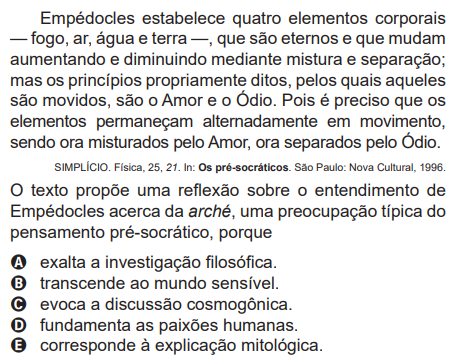 Empédocles estabelece quatro elementos corporais
— fogo, ar, água e terra —, que são eternos e que mudam
aumentando e diminuindo mediante mistura e separação;
mas os princípios propriamente ditos, pelos quais aqueles
são movidos, são o Amor e o Ódio. Pois é preciso que os
elementos permaneçam alternadamente em movimento,
sendo ora misturados pelo Amor, ora separados pelo Ódio.
SIMPLÍCIO. Física, 25, 21. In: Os pré-socráticos. São Paulo: Nova Cultural, 1996.
O texto propõe uma reflexão sobre o entendimento de
Empédocles acerca da arché, uma preocupação típica do
pensamento pré-socrático, porque
A exalta a investigação filosófica.
B transcende ao mundo sensível.
C evoca a discussão cosmogônica.
D fundamenta as paixões humanas.
E corresponde à explicação mitológica.